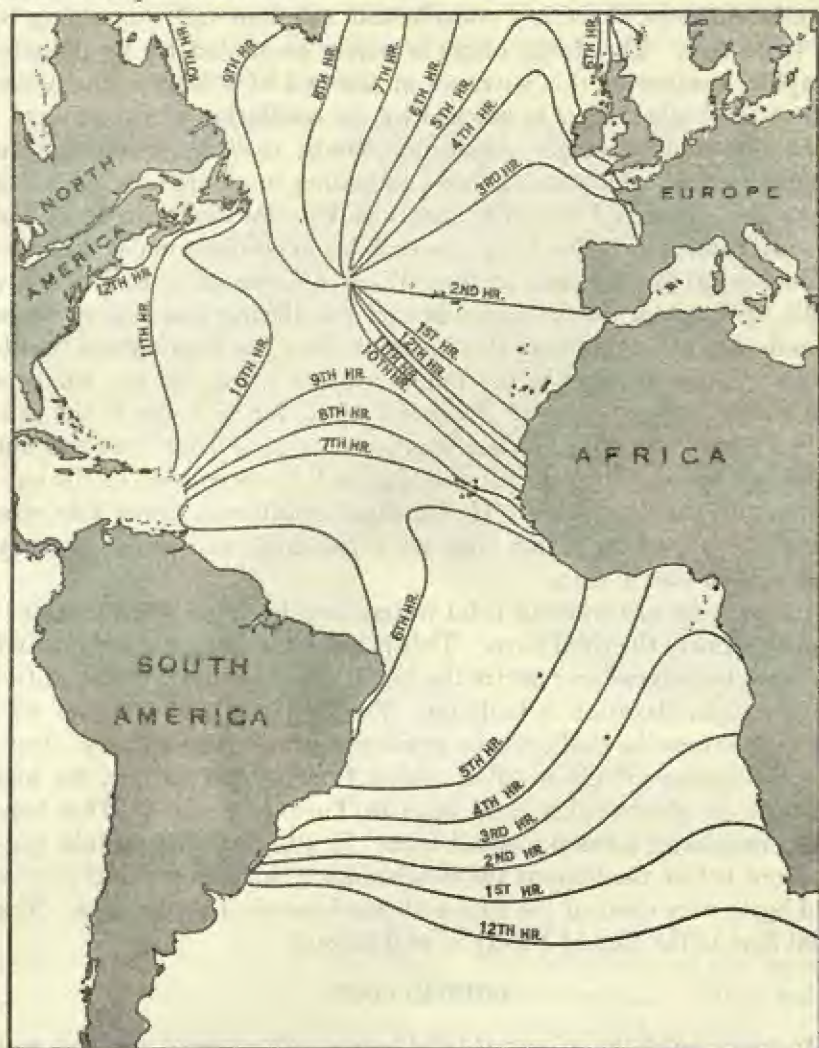 10TH HR.
9TH HR.
8TH HR.
7TH HR.
6TH HR.
5TH HR.
4TH HR.
3RD HR.
5TH HR.
NORTH
AMERICA
EUROPE
12TH HR.
11TH HR.
10TH HR.
2ND HR.
1ST HR.
12TH HR.
11TH HR.
10TH HR.
9TH HR.
8TH HR.
7TH HR.
AFRICA
6TH HR.
SOUTH
AMERICA
5TH HR.
4TH HR.
3RD HR.
2ND HR.
1ST HR.
12TH HR.